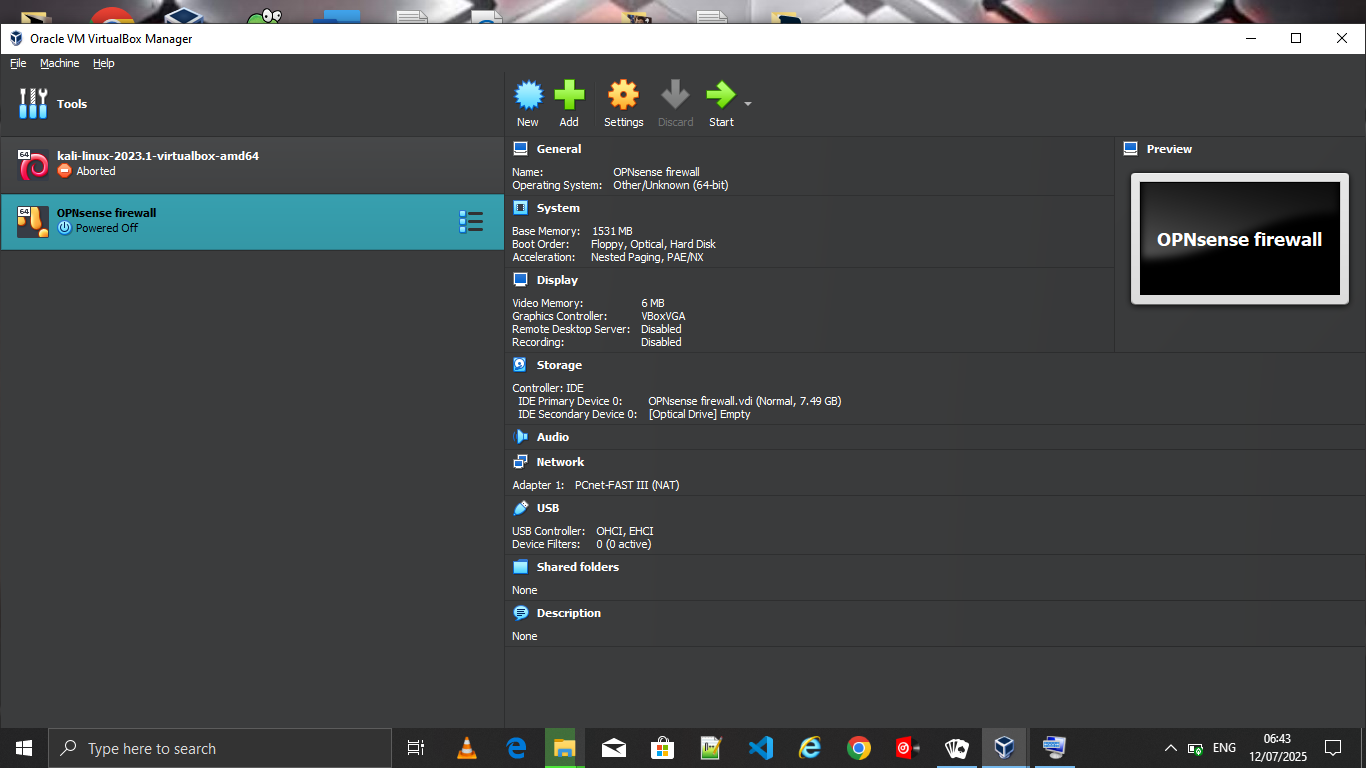 Oracle VM VirtualBox Manager
File Machine Help
Tools
New Add Settings Discard Start
64 kali-linux-2023.1-virtualbox-amd64
Aborted
64 OPNsense firewall
Powered Off
General
Name: OPNsense firewall
Operating System: Other/Unknown (64-bit)
System
Base Memory: 1531 MB
Boot Order: Floppy, Optical, Hard Disk
Acceleration: Nested Paging, PAE/NX
Display
Video Memory: 6 MB
Graphics Controller: VBoxVGA
Remote Desktop Server: Disabled
Recording: Disabled
Storage
Controller: IDE
IDE Primary Device 0: OPNsense firewall.vdi (Normal, 7.49 GB)
IDE Secondary Device 0: [Optical Drive] Empty
Audio
Network
Adapter 1: PCnet-FAST III (NAT)
USB
USB Controller: OHCI, EHCI
Device Filters: 0 (0 active)
Shared folders
None
Description
None
Preview
OPNsense firewall
Type here to search
ENG
06:43
12/07/2025